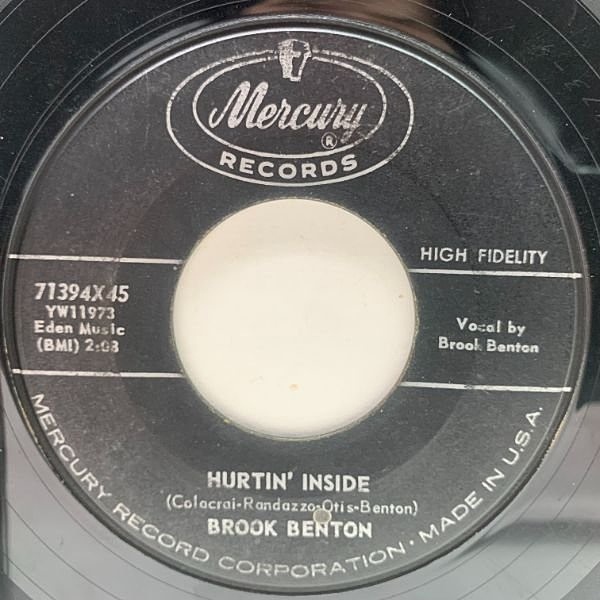 Mercury
®
RECORDS
HIGH FIDELITY
71394X45
YW11973
Eden Music
(BMI) 2:08
Vocal by
Brook Benton
HURTIN' INSIDE
(Colacrai-Randazzo-Otis-Benton)
BROOK BENTON
MERCURY RECORD CORPORATION • MADE IN U.S.A.